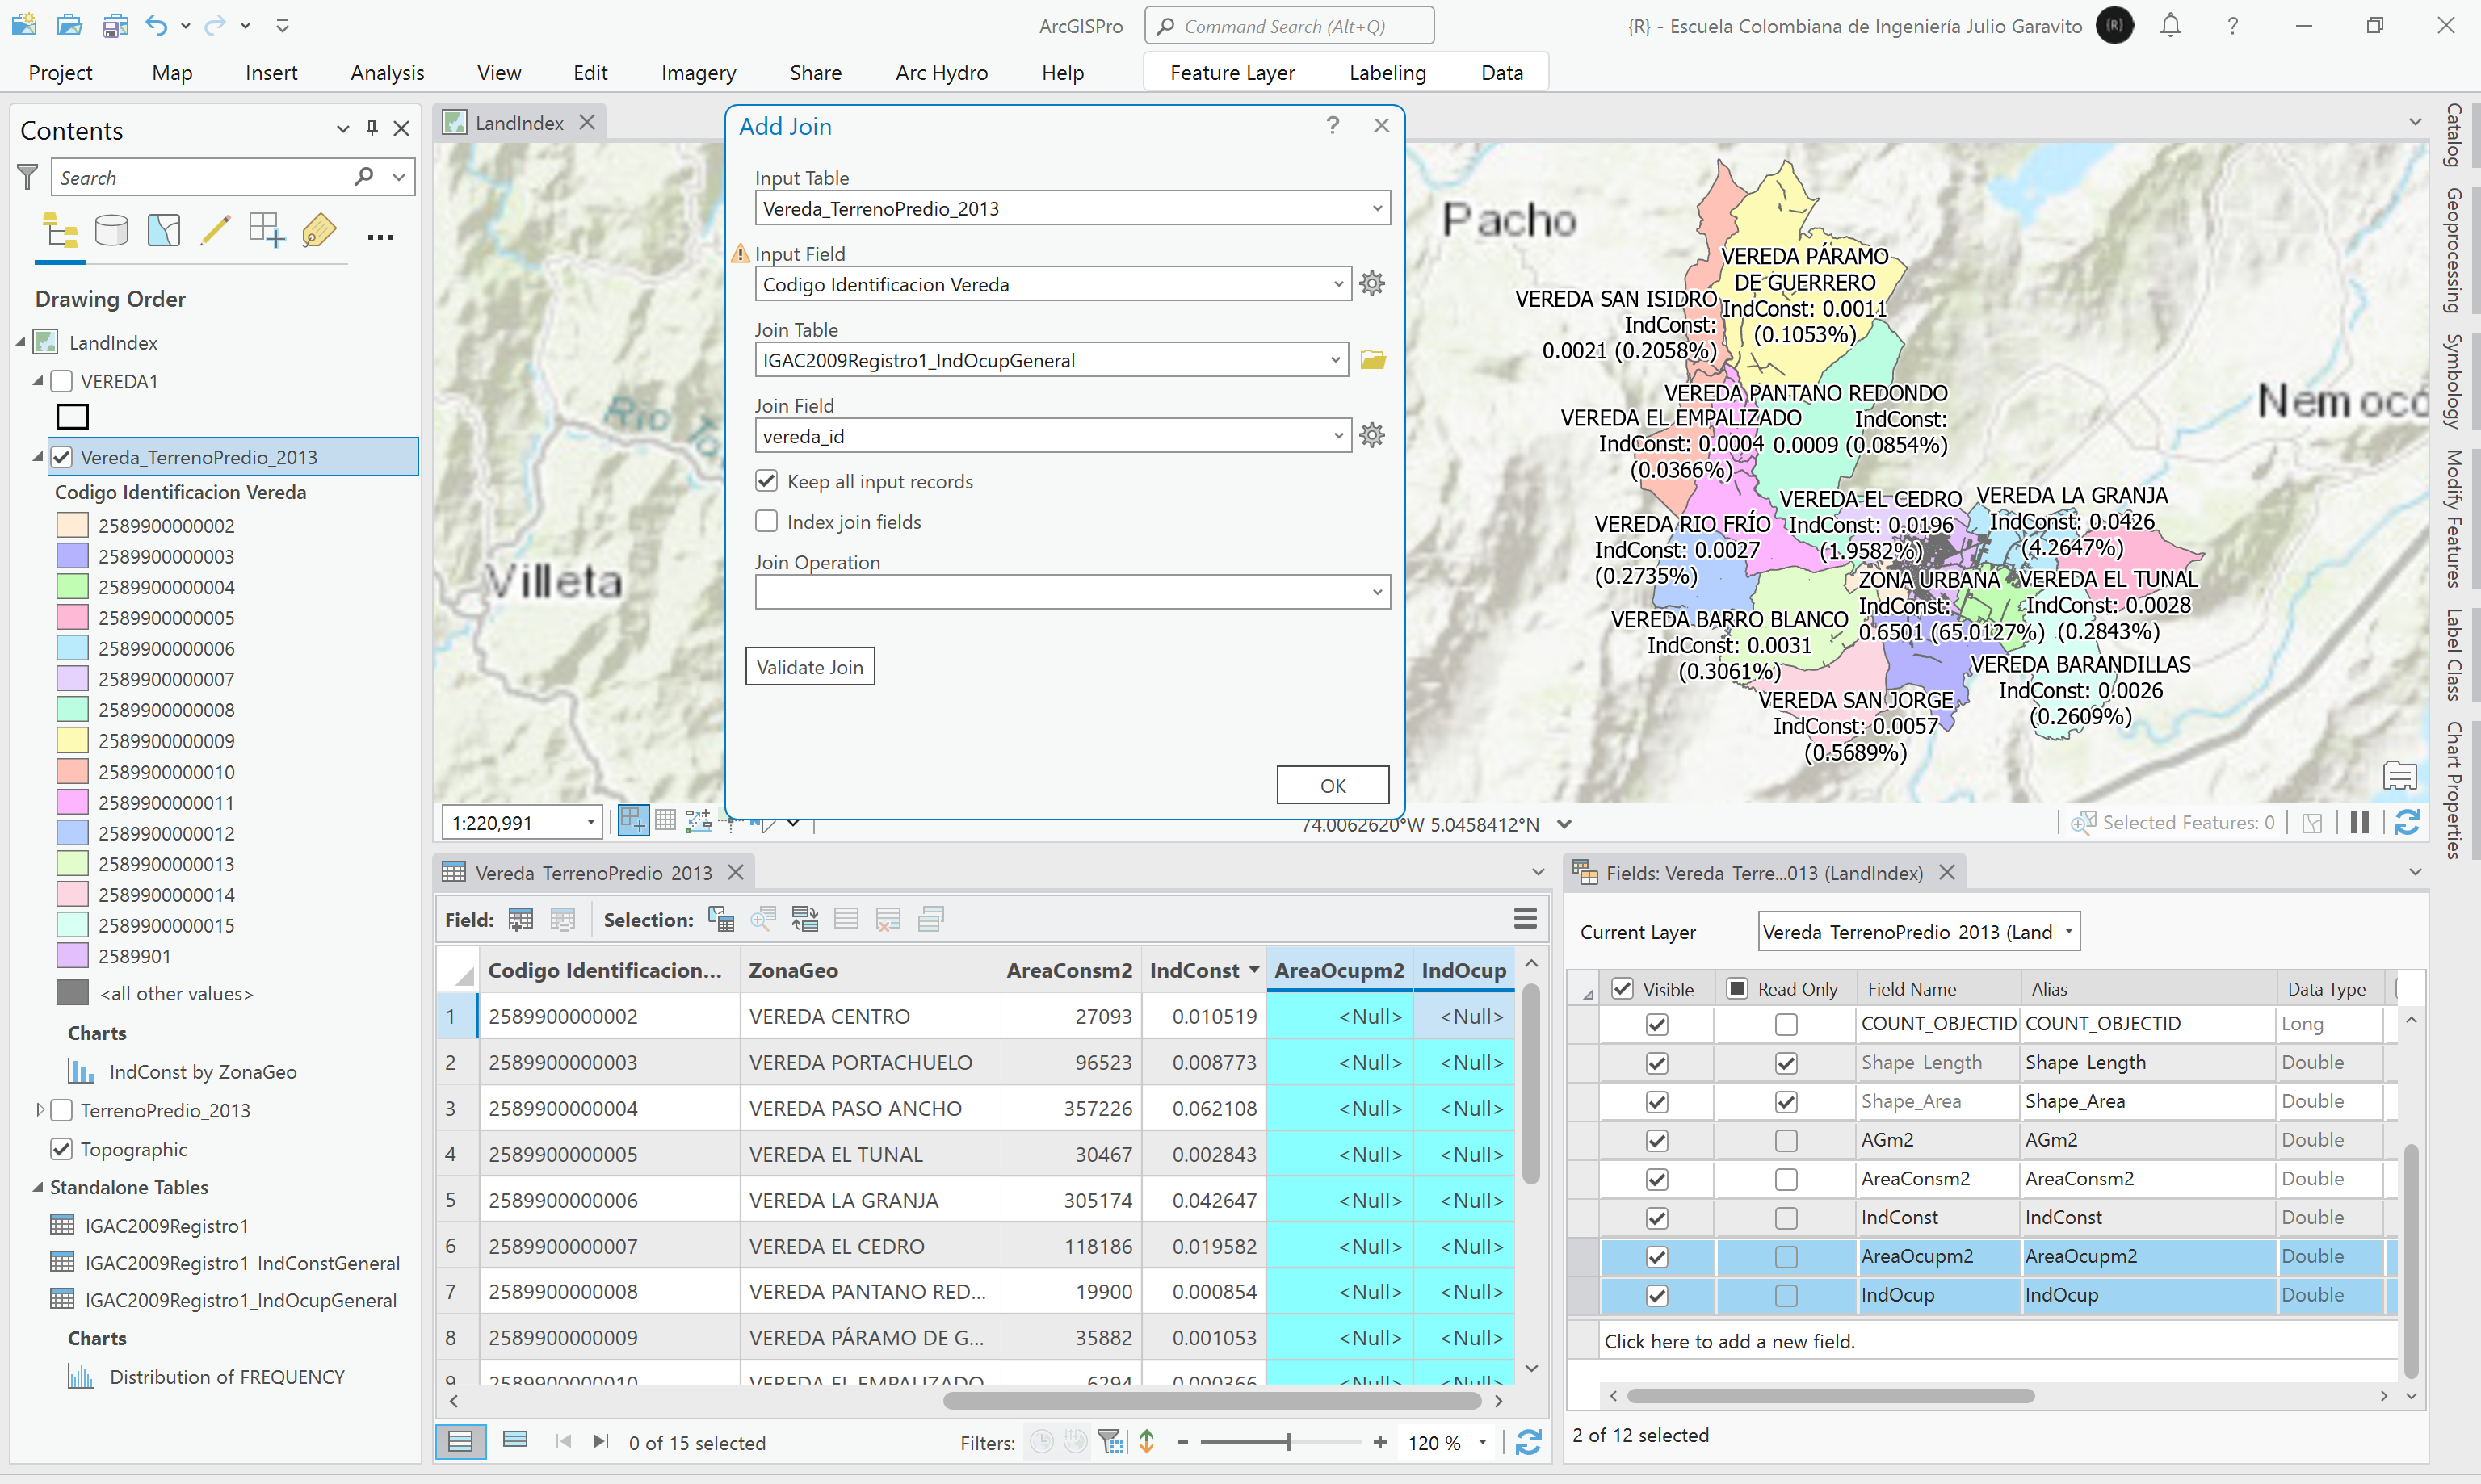 ArcGISPro
Command Search (Alt+Q)
{R} - Escuela Colombiana de Ingeniería Julio Garavito
{R}
?
Project Map Insert Analysis View Edit Imagery Share Arc Hydro Help Feature Layer Labeling Data
Contents
Search
Drawing Order
LandIndex
VEREDA1
Vereda_TerrenoPredio_2013
Codigo Identificacion Vereda
2589900000002
2589900000003
2589900000004
2589900000005
2589900000006
2589900000007
2589900000008
2589900000009
2589900000010
2589900000011
2589900000012
2589900000013
2589900000014
2589900000015
2589901
<all other values>
Charts
IndConst by ZonaGeo
TerrenoPredio_2013
Topographic
Standalone Tables
IGAC2009Registro1
IGAC2009Registro1_IndConstGeneral
IGAC2009Registro1_IndOcupGeneral
Charts
Distribution of FREQUENCY
LandIndex
Villeta
Pacho
Nemocó
Add Join
?
Input Table
Vereda_TerrenoPredio_2013
Input Field
Codigo Identificacion Vereda
Join Table
IGAC2009Registro1_IndOcupGeneral
Join Field
vereda_id
Keep all input records
Index join fields
Join Operation
Validate Join
OK
VEREDA PÁRAMO
DE GUERRERO
IndConst: 0.0011
(0.1053%)
VEREDA SAN ISIDRO
IndConst:
0.0021 (0.2058%)
VEREDA PANTANO REDONDO
IndConst:
0.0009 (0.0854%)
VEREDA EL EMPALIZADO
IndConst: 0.0004
(0.0366%)
VEREDA EL CEDRO
IndConst: 0.0196
(1.9582%)
VEREDA LA GRANJA
IndConst: 0.0426
(4.2647%)
VEREDA RIO FRÍO
IndConst: 0.0027
(0.2735%)
ZONA URBANA
IndConst:
0.6501 (65.0127%)
VEREDA EL TUNAL
IndConst: 0.0028
(0.2843%)
VEREDA BARRO BLANCO
IndConst: 0.0031
(0.3061%)
VEREDA BARANDILLAS
IndConst: 0.0026
(0.2609%)
VEREDA SAN JORGE
IndConst: 0.0057
(0.5689%)
1:220,991
74.0062620°W 5.0458412°N
Selected Features: 0
Catalog
Geoprocessing
Symbology
Modify Features
Label Class
Chart Properties
Vereda_TerrenoPredio_2013
Field: Selection:
Codigo Identificacion... ZonaGeo AreaConsm2 IndConst AreaOcupm2 IndOcup
1 2589900000002 VEREDA CENTRO 27093 0.010519 <Null> <Null>
2 2589900000003 VEREDA PORTACHUELO 96523 0.008773 <Null> <Null>
3 2589900000004 VEREDA PASO ANCHO 357226 0.062108 <Null> <Null>
4 2589900000005 VEREDA EL TUNAL 30467 0.002843 <Null> <Null>
5 2589900000006 VEREDA LA GRANJA 305174 0.042647 <Null> <Null>
6 2589900000007 VEREDA EL CEDRO 118186 0.019582 <Null> <Null>
7 2589900000008 VEREDA PANTANO RED... 19900 0.000854 <Null> <Null>
8 2589900000009 VEREDA PÁRAMO DE G... 35882 0.001053 <Null> <Null>
9 2589900000010 VEREDA EL EMPALIZADO 6294 0.000366 <Null> <Null>
0 of 15 selected
Filters:
120 %
Fields: Vereda_Terre...013 (LandIndex)
Current Layer
Vereda_TerrenoPredio_2013 (LandI
Visible Read Only Field Name Alias Data Type
COUNT_OBJECTID COUNT_OBJECTID Long
Shape_Length Shape_Length Double
Shape_Area Shape_Area Double
AGm2 AGm2 Double
AreaConsm2 AreaConsm2 Double
IndConst IndConst Double
AreaOcupm2 AreaOcupm2 Double
IndOcup IndOcup Double
Click here to add a new field.
2 of 12 selected